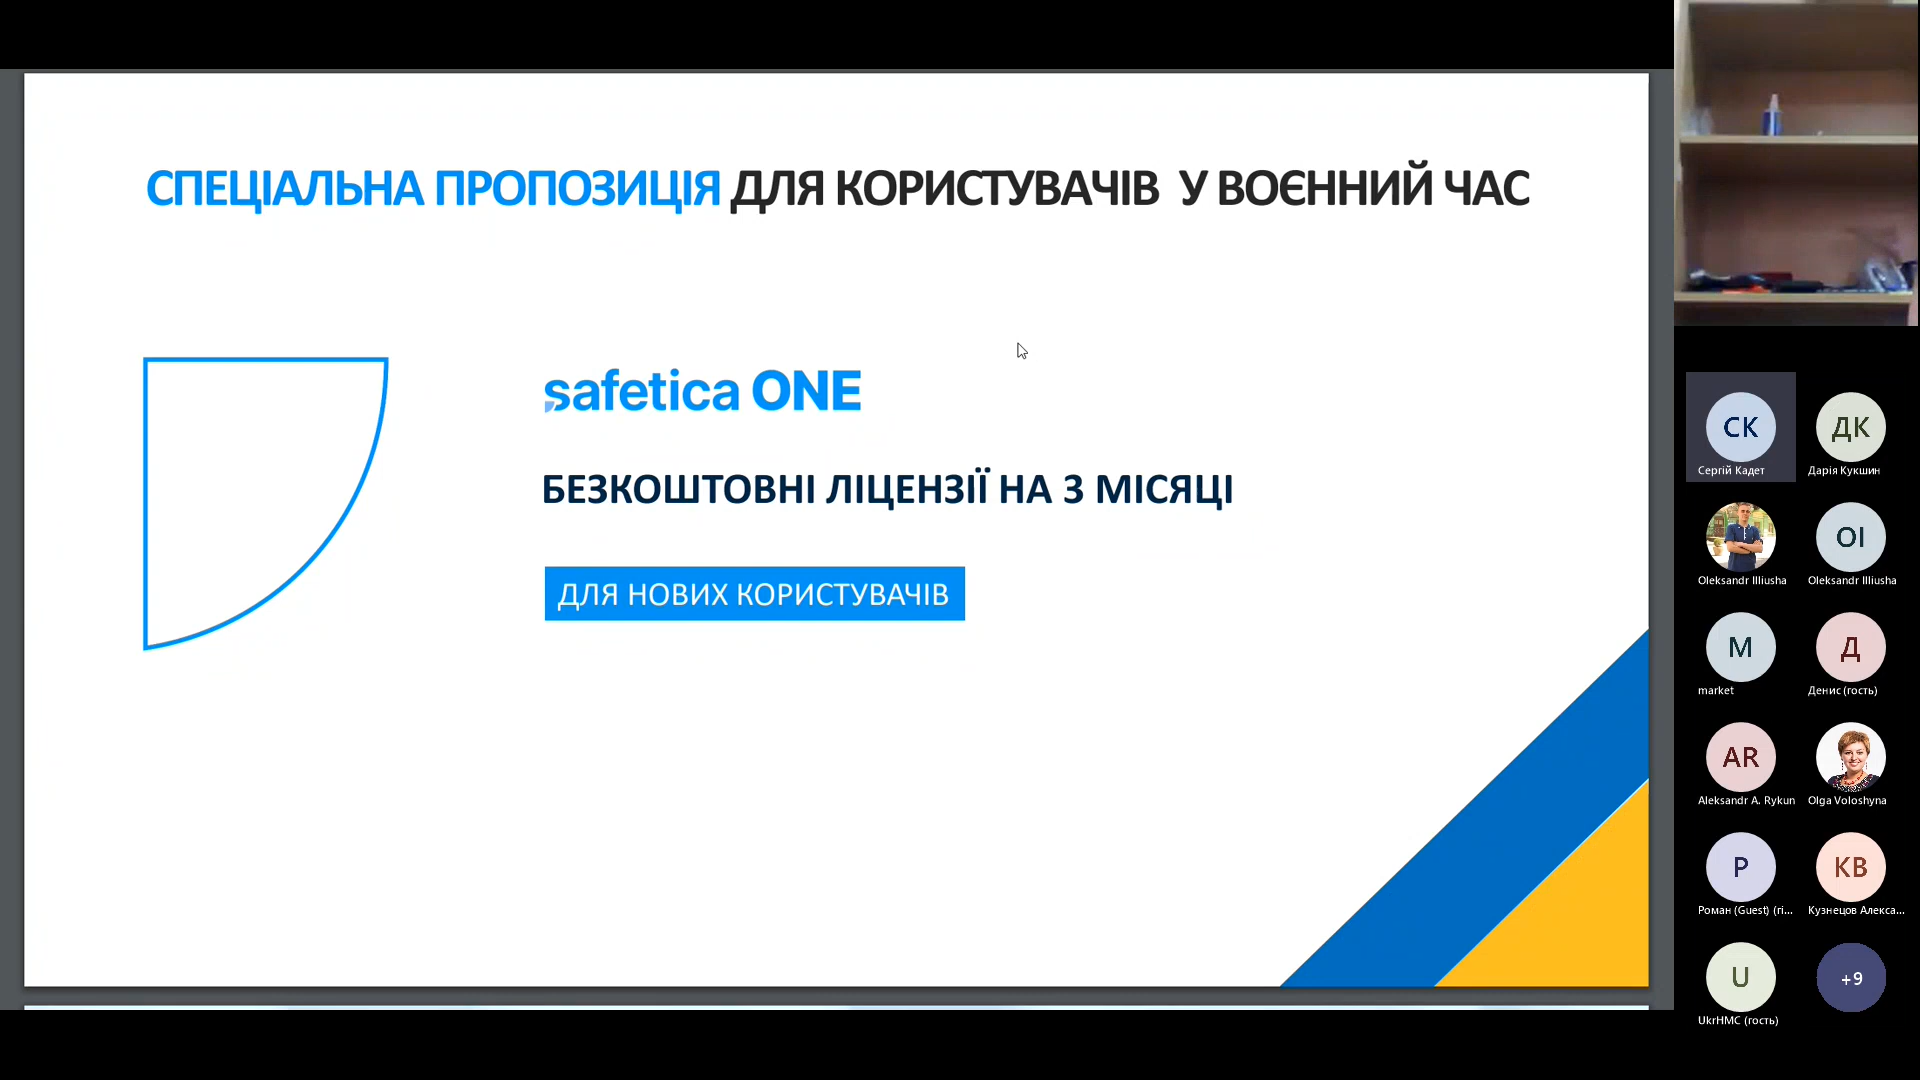 СПЕЦІАЛЬНА ПРОПОЗИЦІЯ ДЛЯ КОРИСТУВАЧІВ У ВОЄННИЙ ЧАС
safetica ONE
БЕЗКОШТОВНІ ЛІЦЕНЗІЇ НА 3 МІСЯЦІ
ДЛЯ НОВИХ КОРИСТУВАЧІВ
СК
ДК
Сергій Кадет
Дарія Кукшин
OI
Oleksandr Illiusha
Oleksandr Illiusha
M
Д
market
Денис (гость)
AR
Aleksandr A. Rykun
Olga Voloshyna
Р
КВ
Роман (Guest) (гі...
Кузнецов Алекса...
U
+9
UkrHMC (гость)